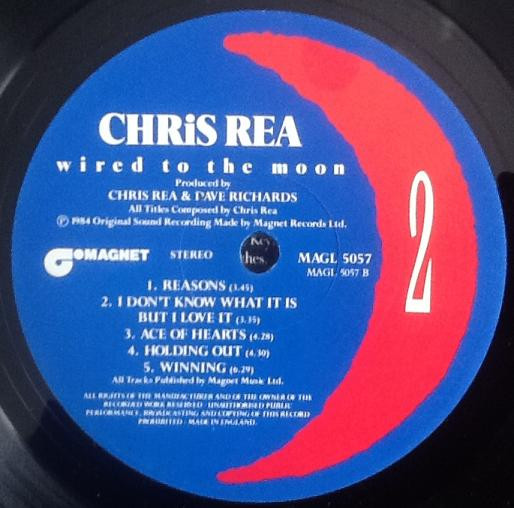 CHRiS REA
wired to the moon
Produced by
CHRIS REA & DAVE RICHARDS
All Titles Composed by Chris Rea
℗ 1984 Original Sound Recording Made by Magnet Records Ltd.
MAGNET STEREO MAGL 5057
MAGL 5057 B
1. REASONS (3.45)
2. I DON'T KNOW WHAT IT IS
BUT I LOVE IT (3.35)
3. ACE OF HEARTS (4.28)
4. HOLDING OUT (4.30)
5. WINNING (6.29)
All Tracks Published by Magnet Music Ltd.
ALL RIGHTS OF THE MANUFACTURER AND OF THE OWNER OF THE
RECORDED WORK RESERVED · UNAUTHORISED PUBLIC
PERFORMANCE, BROADCASTING AND COPYING OF THIS RECORD
PROHIBITED · MADE IN ENGLAND.
2